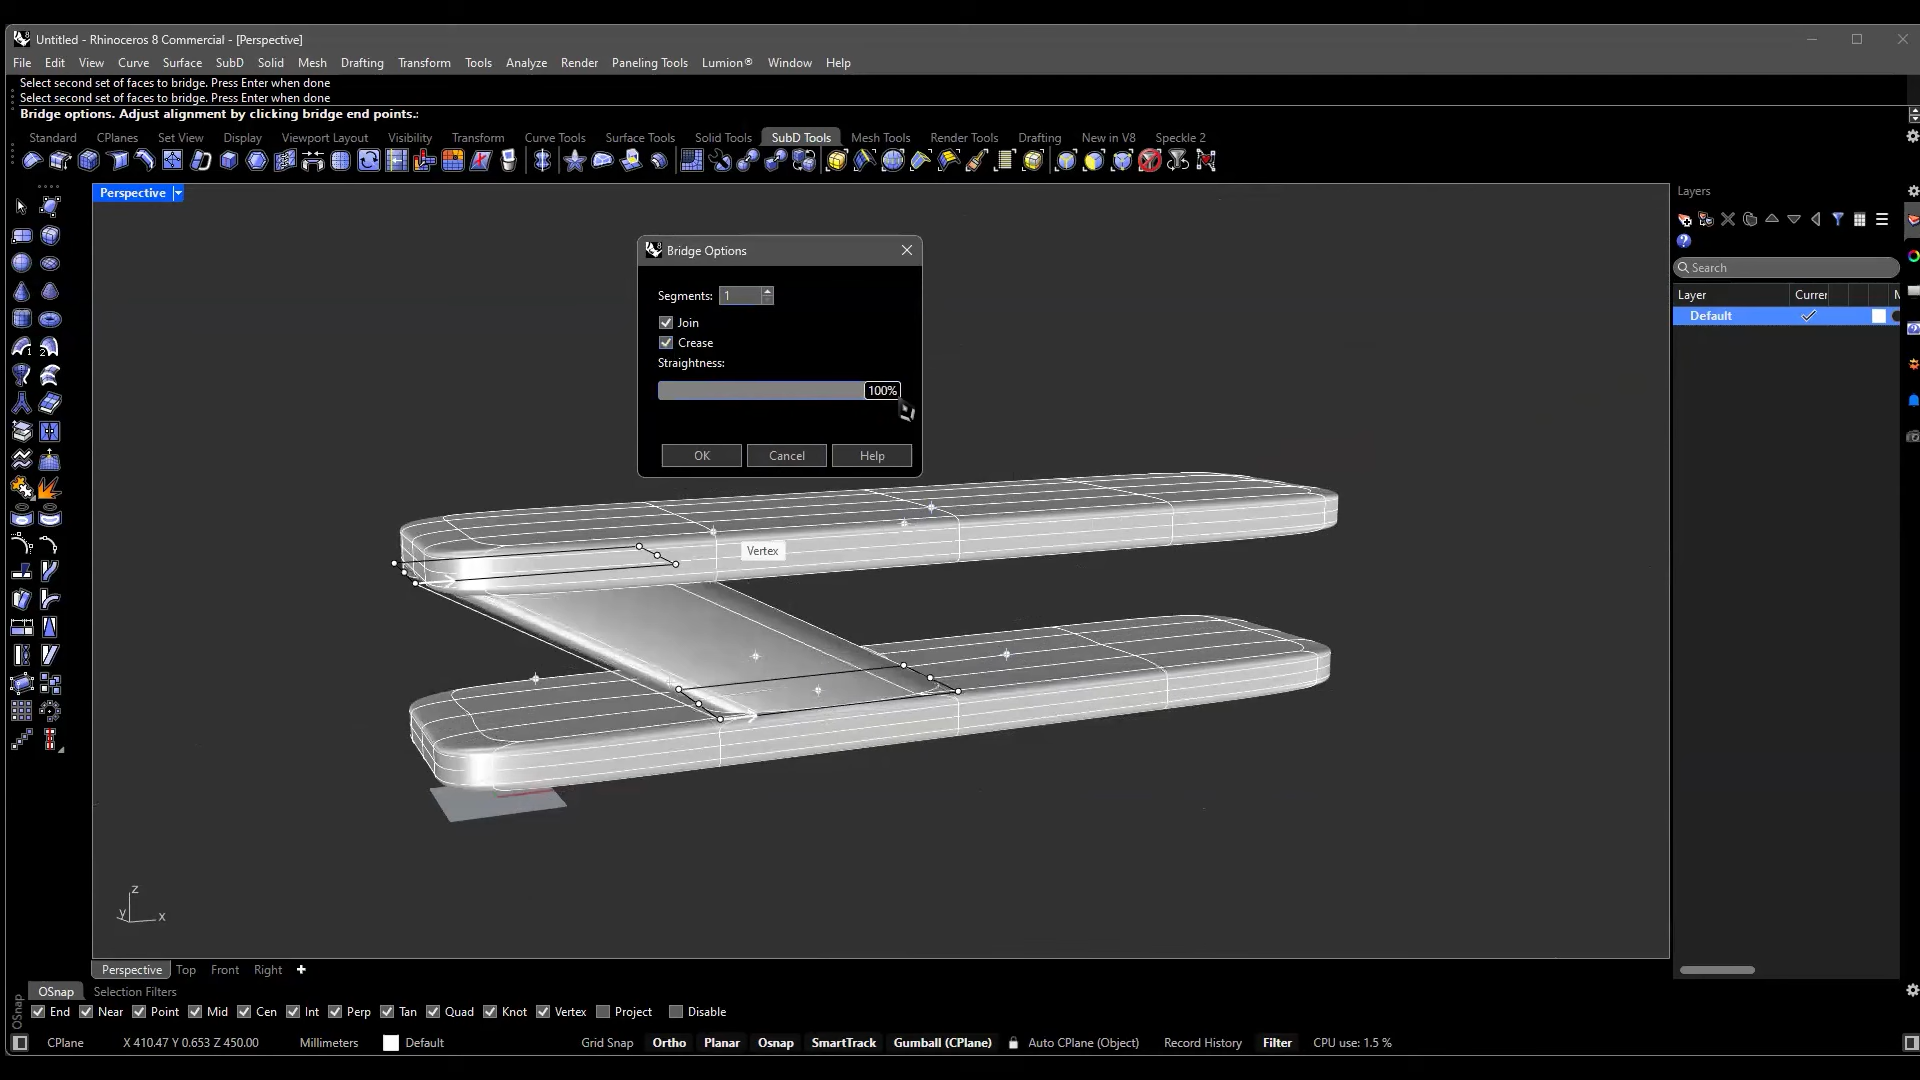 Untitled - Rhinoceros 8 Commercial - [Perspective]
File Edit View Curve Surface SubD Solid Mesh Drafting Transform Tools Analyze Render Paneling Tools Lumion® Window Help
Select second set of faces to bridge. Press Enter when done
Select second set of faces to bridge. Press Enter when done
Bridge options. Adjust alignment by clicking bridge end points.:
Standard CPlanes Set View Display Viewport Layout Visibility Transform Curve Tools Surface Tools Solid Tools SubD Tools Mesh Tools Render Tools Drafting New in V8 Speckle 2
Perspective
Layers
Search
Layer Currer
Default
Bridge Options
Segments: 1
Join
Crease
Straightness:
100%
OK Cancel Help
Vertex
z
y x
Perspective Top Front Right
OSnap Selection Filters
OSnap
End Near Point Mid Cen Int Perp Tan Quad Knot Vertex Project Disable
CPlane X 410.47 Y 0.653 Z 450.00 Millimeters Default Grid Snap Ortho Planar Osnap SmartTrack Gumball (CPlane) Auto CPlane (Object) Record History Filter CPU use: 1.5 %